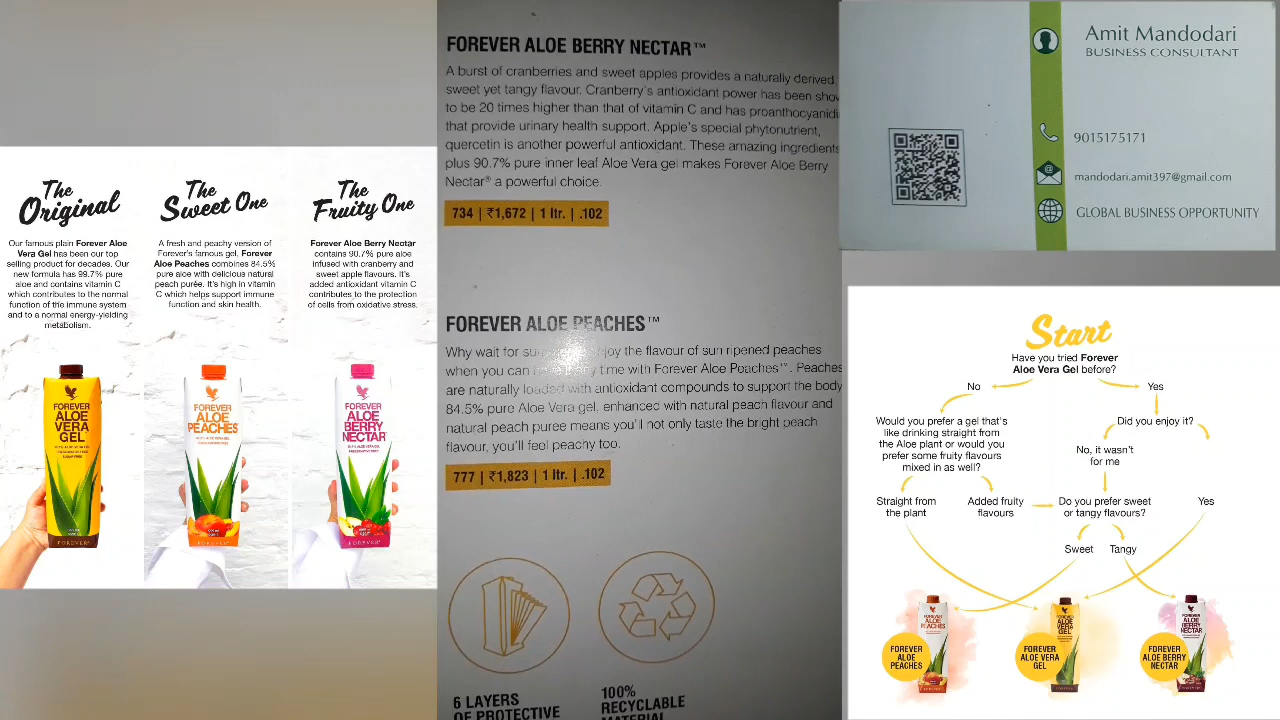 The
Original
Our famous plain Forever Aloe
Vera Gel has been our top
selling product for decades. Our
new formula has 99.7% pure
aloe and contains vitamin C
which contributes to the normal
function of the immune system
and to a normal energy-yielding
metabolism.
FOREVER
ALOE
VERA
GEL
FOREVER
The
Sweet One
A fresh and peachy version of
Forever's famous gel, Forever
Aloe Peaches combines 84.5%
pure aloe with delicious natural
peach purée. It's high in vitamin
C which helps support immune
function and skin health.
FOREVER
ALOE
PEACHES
FOREVER
The
Fruity One
Forever Aloe Berry Nectar
contains 90.7% pure aloe
infused with cranberry and
sweet apple flavours. It's
added antioxidant vitamin C
contributes to the protection
of cells from oxidative stress.
FOREVER
ALOE
BERRY
NECTAR
FOREVER
FOREVER ALOE BERRY NECTAR™
A burst of cranberries and sweet apples provides a naturally derived
sweet yet tangy flavour. Cranberry's antioxidant power has been
to be 20 times higher than that of vitamin C and has
that provide urinary health support. Apple's special phytonutrient,
quercetin is another powerful antioxidant. These amazing ingredients
plus 90.7% pure inner leaf Aloe Vera gel makes Forever Aloe Berry
Nectar® a powerful choice.
734 | ₹1,672 | 1 ltr. | .102
FOREVER ALOE PEACHES™
Why wait for joy the flavour of sun ripened peaches
when you can time with Forever Aloe Peaches™. Peaches
are naturally loaded with antioxidant compounds to support the body
84.5% pure Aloe Vera gel, enhanced with natural peach flavour and
natural peach puree means you'll not only taste the bright peach
flavour, you'll feel peachy too.
777 | ₹1,823 | 1 ltr. | .102
6 LAYERS
OF PROTECTIVE
100%
RECYCLABLE
MATERIAL
Amit Mandodari
BUSINESS CONSULTANT
9015175171
mandodari.amit397@gmail.com
GLOBAL BUSINESS OPPORTUNITY
Start
Have you tried Forever
Aloe Vera Gel before?
No
Yes
Would you prefer a gel that's
like drinking straight from
the Aloe plant or would you
prefer some fruity flavours
mixed in as well?
Did you enjoy it?
No, it wasn't
for me
Straight from
the plant
Added fruity
flavours
Do you prefer sweet
or tangy flavours?
Yes
Sweet
Tangy
FOREVER
ALOE
PEACHES
FOREVER
ALOE VERA
GEL
FOREVER
ALOE BERRY
NECTAR